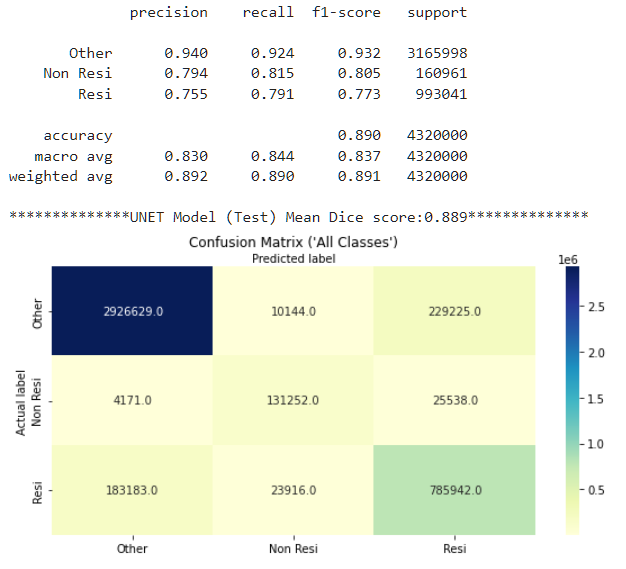 precision recall f1-score support
Other 0.940 0.924 0.932 3165998
Non Resi 0.794 0.815 0.805 160961
Resi 0.755 0.791 0.773 993041
accuracy 0.890 4320000
macro avg 0.830 0.844 0.837 4320000
weighted avg 0.892 0.890 0.891 4320000
**************UNET Model (Test) Mean Dice score:0.889**************
Confusion Matrix ('All Classes')
Predicted label
1e6
Actual label
Other 2926629.0 10144.0 229225.0
Non Resi 4171.0 131252.0 25538.0
Resi 183183.0 23916.0 785942.0
Other Non Resi Resi
2.5
2.0
1.5
1.0
0.5